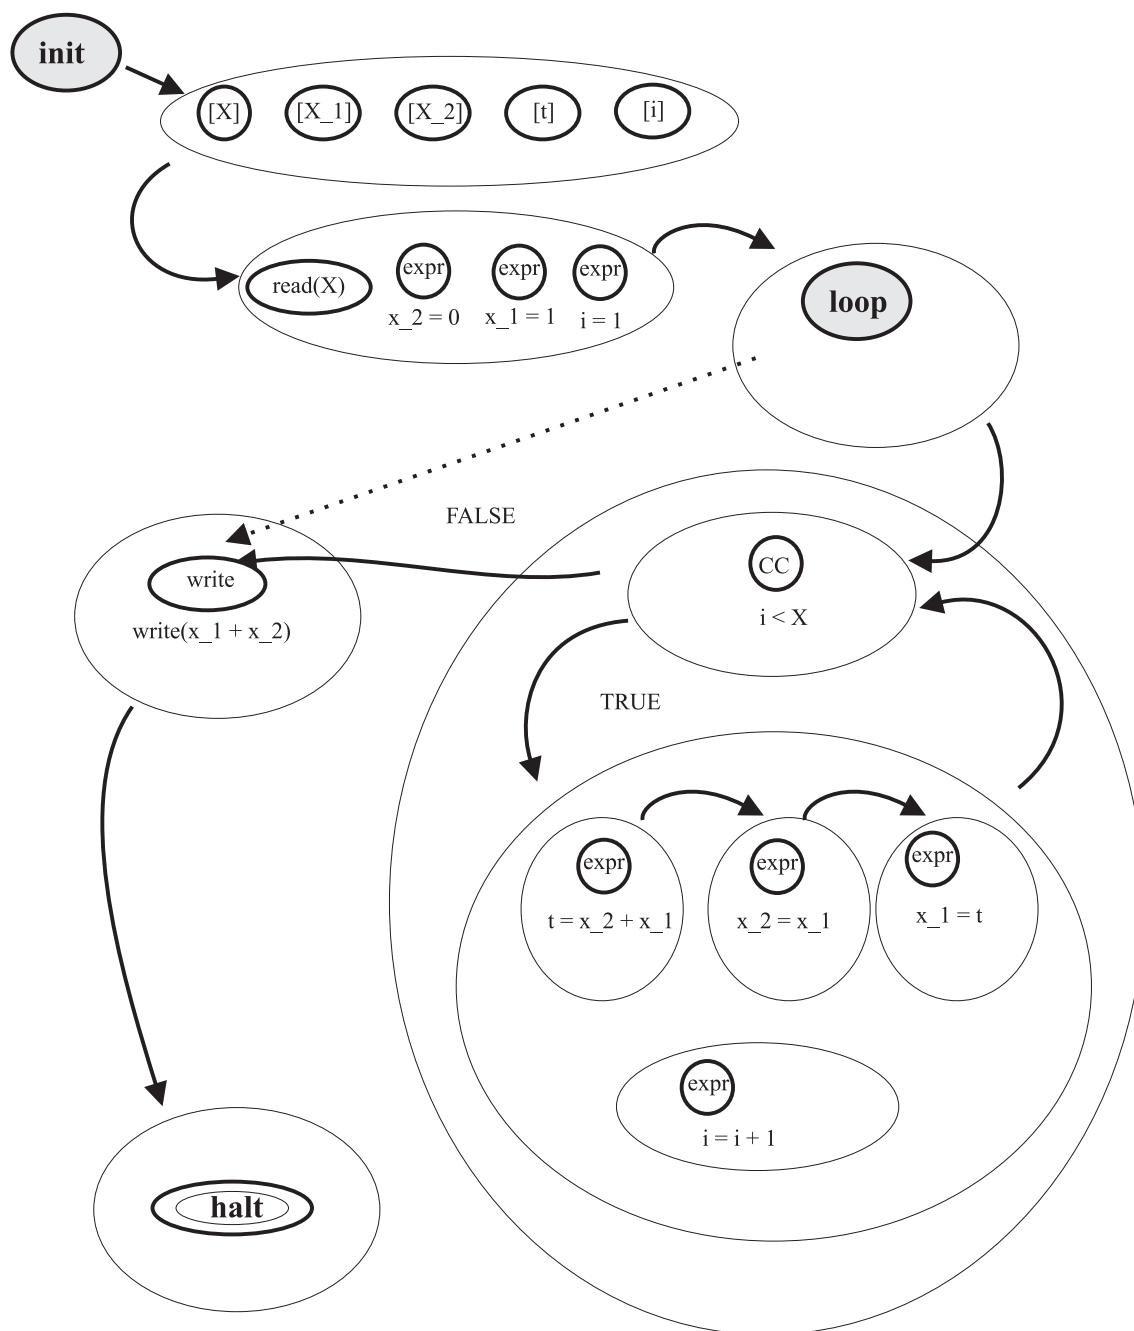 init
[X] [X_1] [X_2] [t] [i]
read(X) expr expr expr
x_2 = 0 x_1 = 1 i = 1
loop
FALSE
CC
i < X
write
write(x_1 + x_2)
TRUE
expr expr expr
t = x_2 + x_1 x_2 = x_1 x_1 = t
expr
i = i + 1
halt